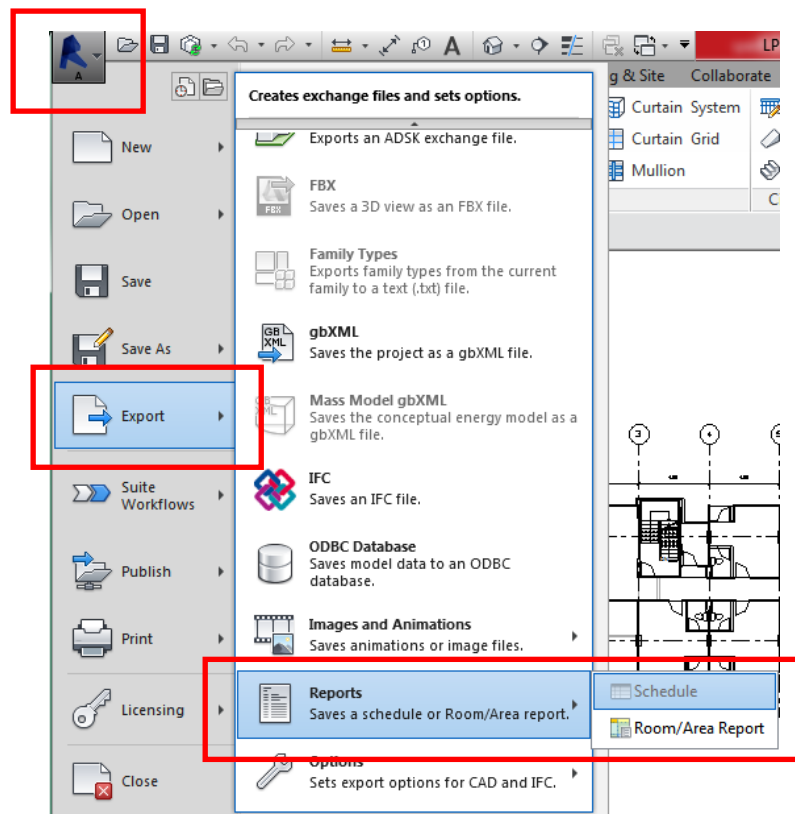 A
A
LP
g & Site Collaborate
Curtain System
Curtain Grid
Mullion
C
New
Open
Save
Save As
Export
Suite
Workflows
Publish
Print
Licensing
Close
Creates exchange files and sets options.
Exports an ADSK exchange file.
FBX
FBX
Saves a 3D view as an FBX file.
Family Types
Exports family types from the current
family to a text (.txt) file.
GB
XML
gbXML
Saves the project as a gbXML file.
Mass Model gbXML
Saves the conceptual energy model as a
gbXML file.
IFC
Saves an IFC file.
ODBC Database
Saves model data to an ODBC
database.
Images and Animations
Saves animations or image files.
Reports
Saves a schedule or Room/Area report.
Options
Sets export options for CAD and IFC.
Schedule
Room/Area Report
3
4